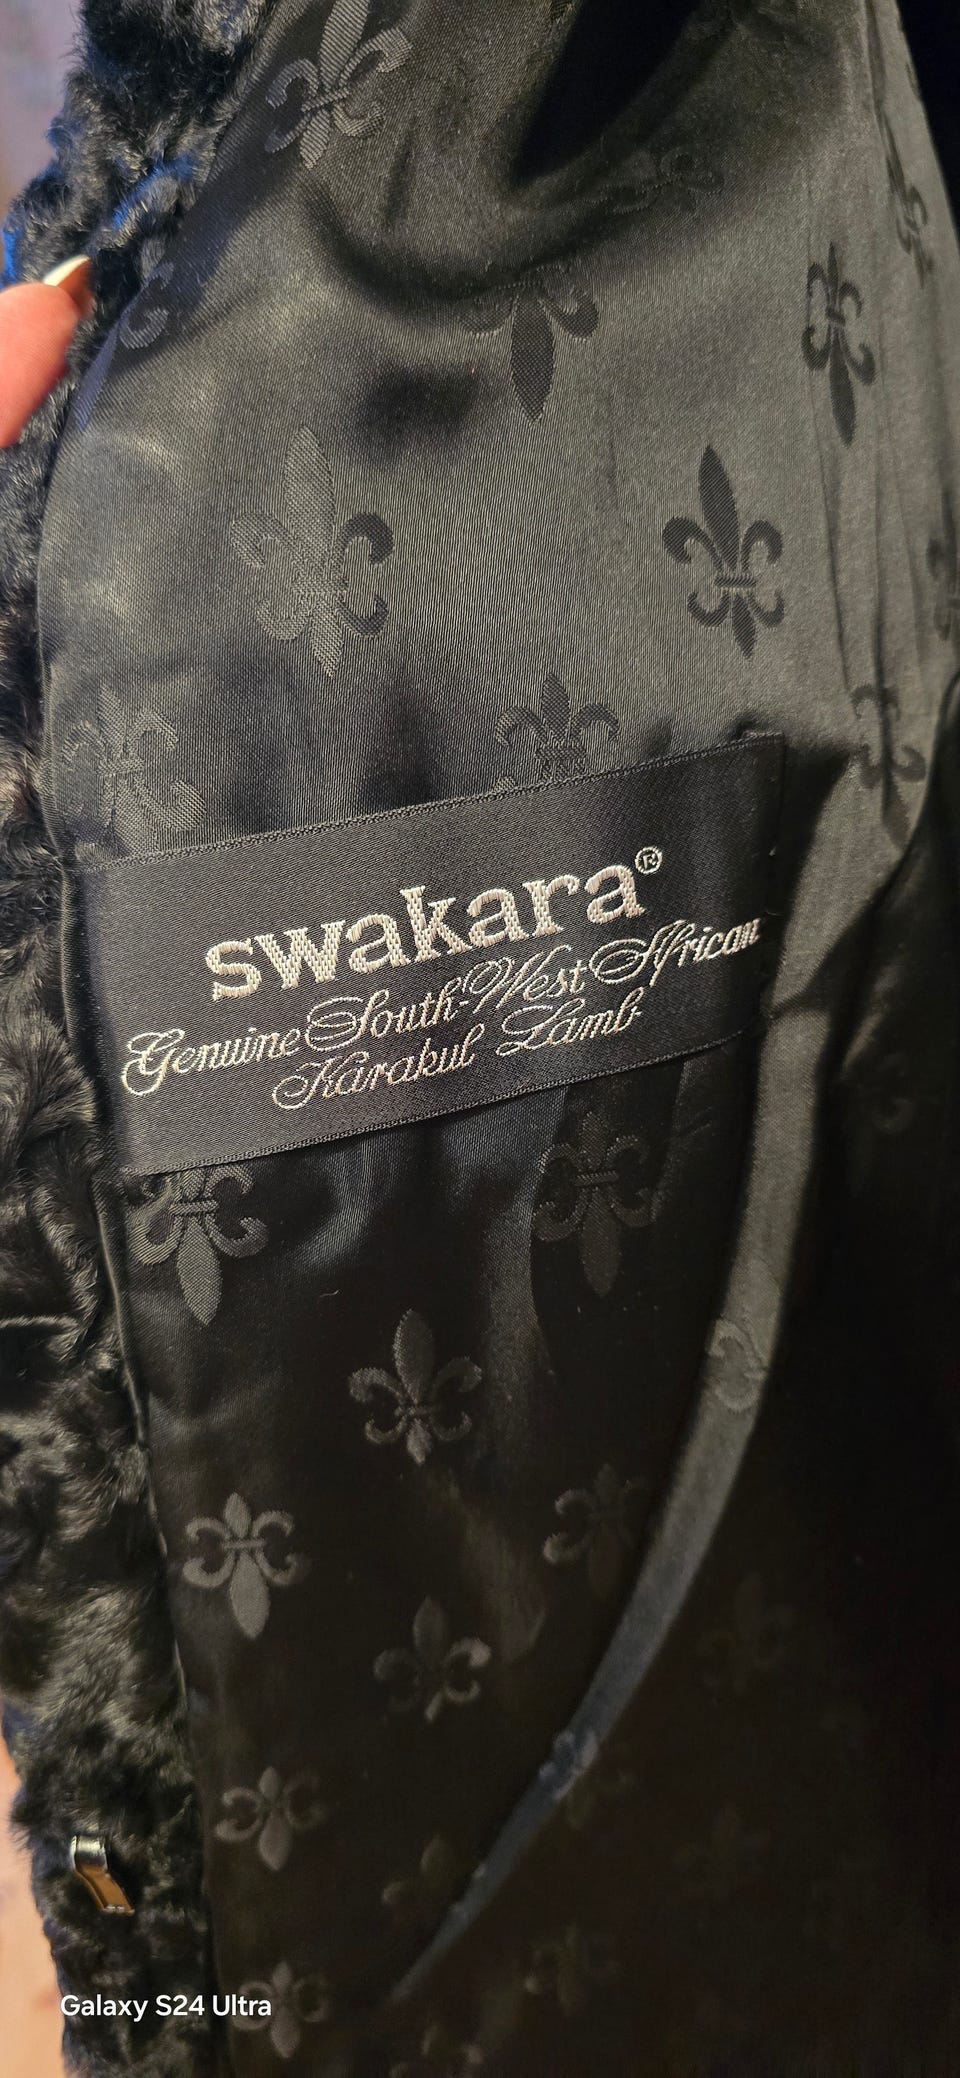 swakara®
Genuine South-West African
Karakul Lamb
Galaxy S24 Ultra